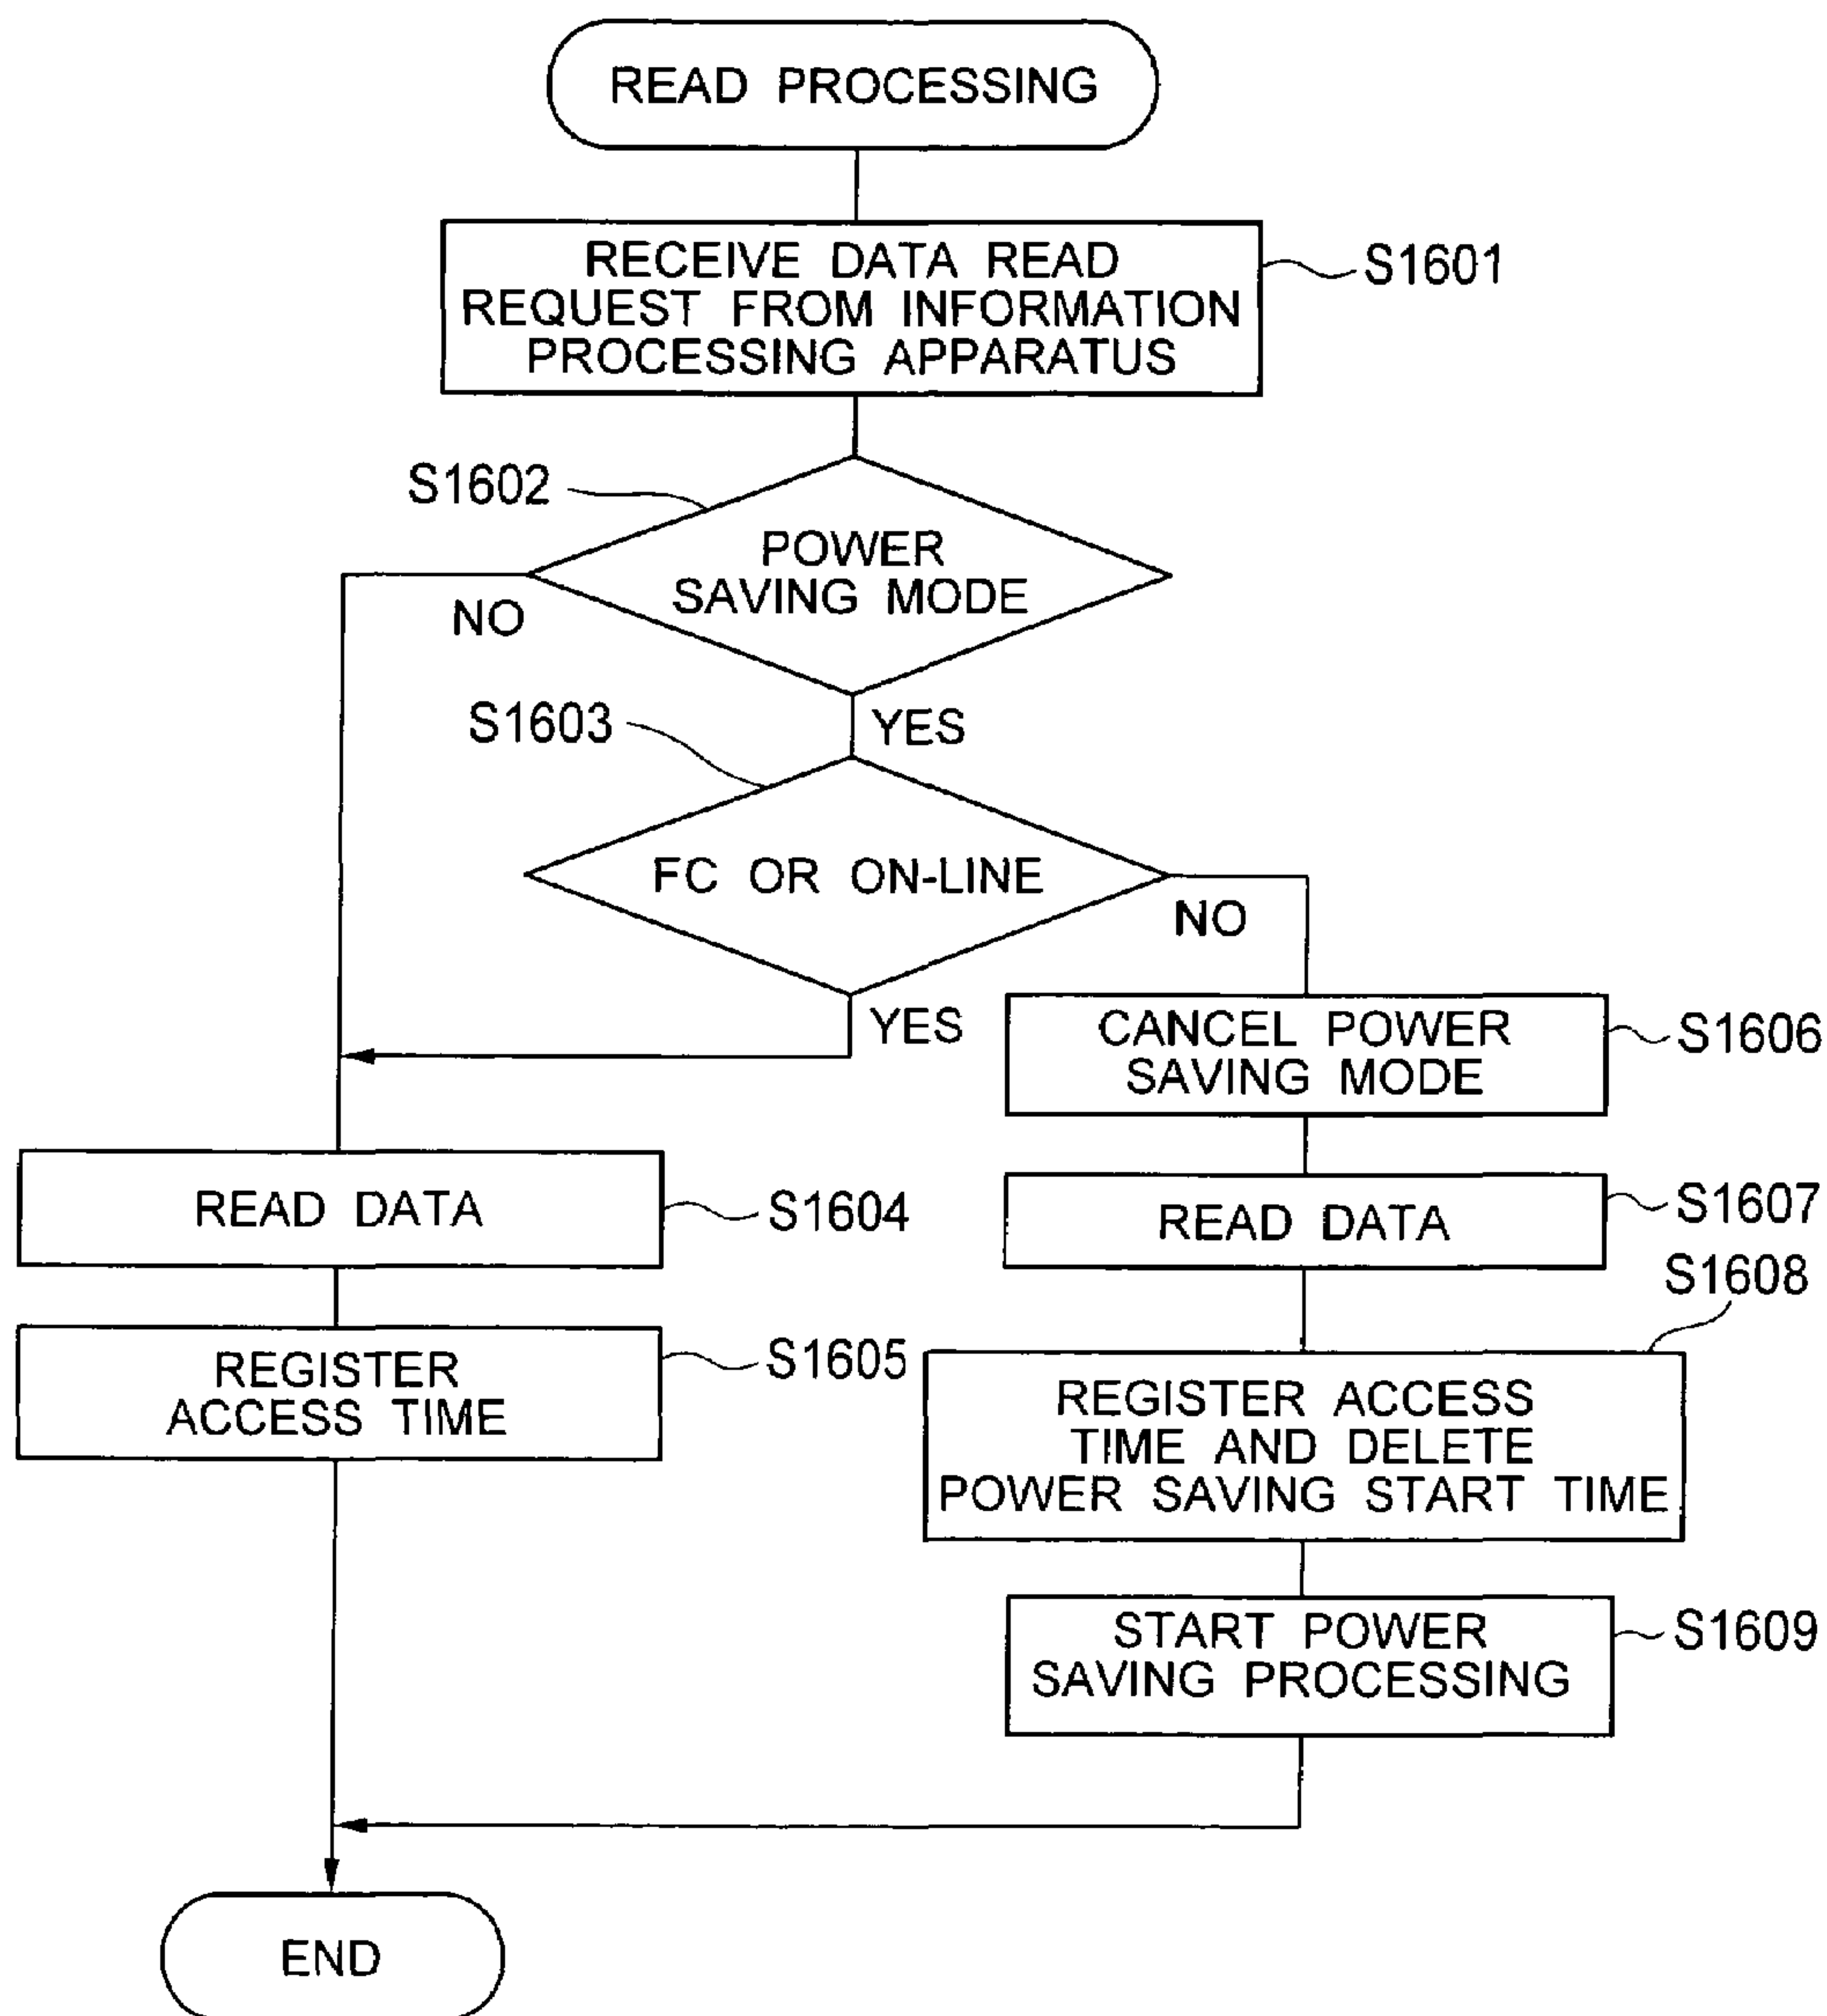 READ PROCESSING
RECEIVE DATA READ
REQUEST FROM INFORMATION
PROCESSING APPARATUS
S1601
S1602
POWER
SAVING MODE
NO
YES
S1603
FC OR ON-LINE
NO
YES
CANCEL POWER
SAVING MODE
S1606
READ DATA
S1604
READ DATA
S1607
S1608
REGISTER
ACCESS TIME
S1605
REGISTER ACCESS
TIME AND DELETE
POWER SAVING START TIME
START POWER
SAVING PROCESSING
S1609
END